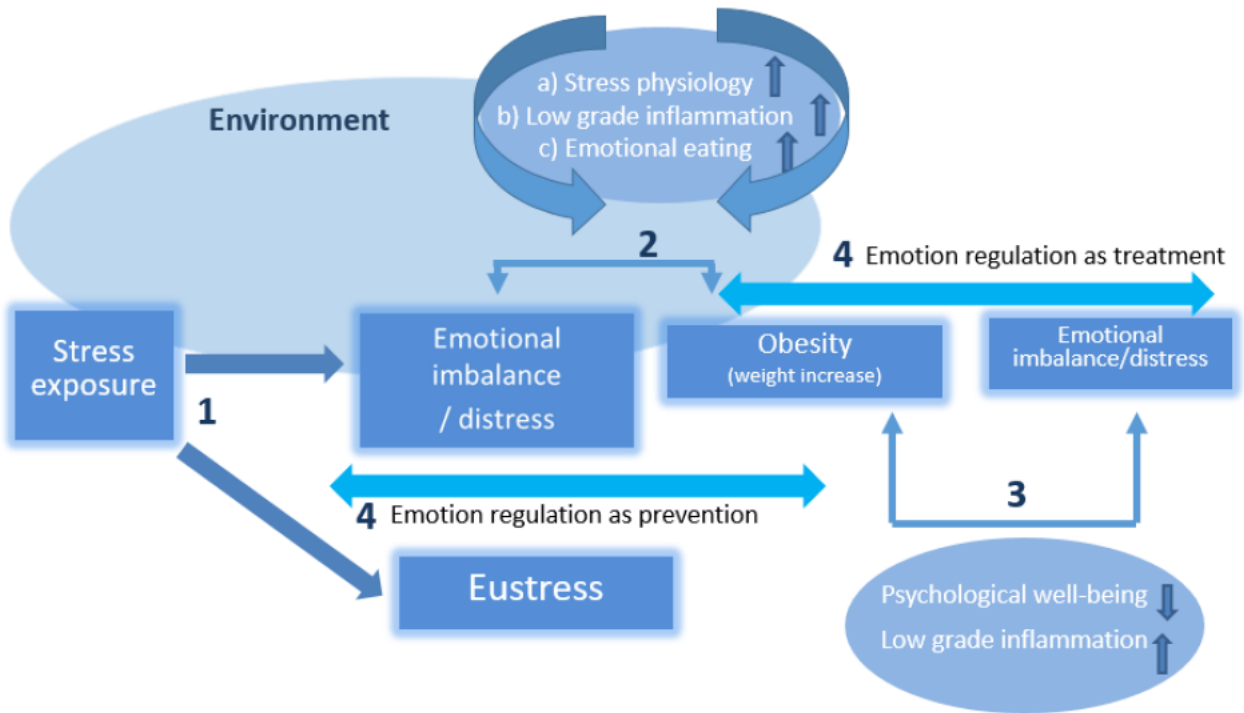 a) Stress physiology
b) Low grade inflammation
c) Emotional eating
Environment
2
4 Emotion regulation as treatment
Stress
exposure
1
Emotional
imbalance
/ distress
Obesity
(weight increase)
Emotional
imbalance/distress
4 Emotion regulation as prevention
3
Eustress
Psychological well-being
Low grade inflammation